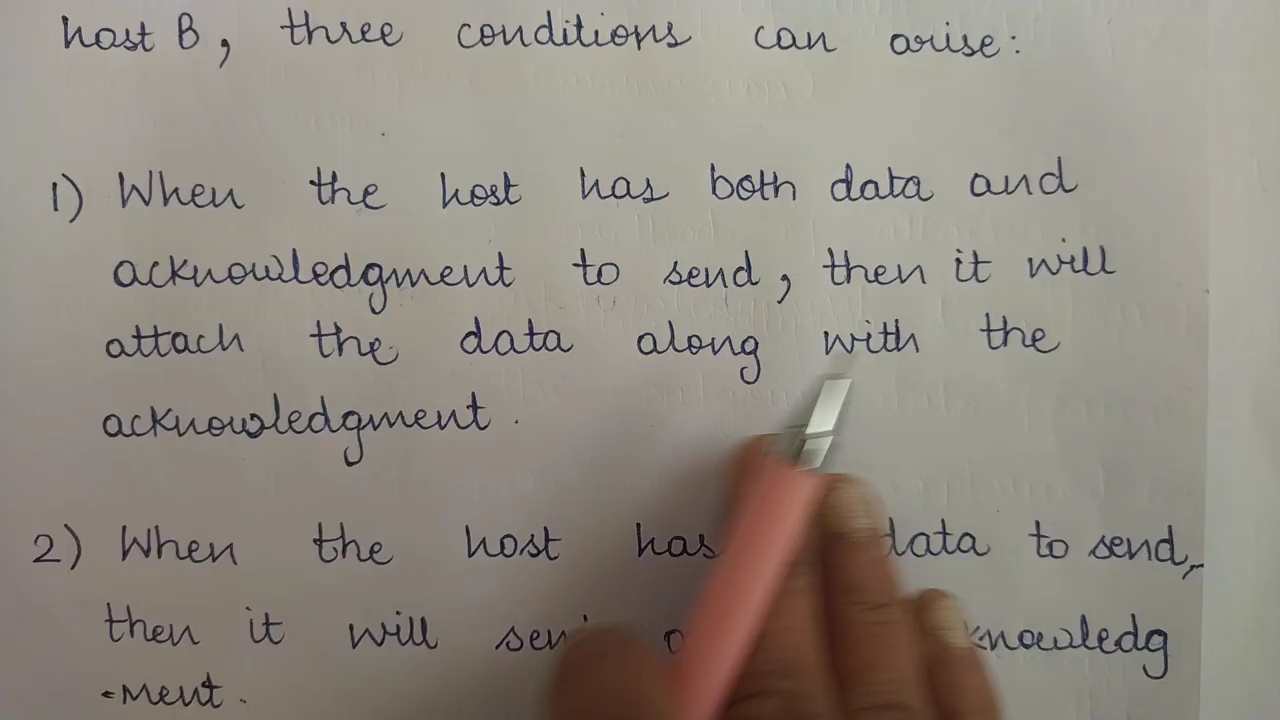 host B, three conditions can arise:
1) When the host has both data and
acknowledgment to send, then it will
attach the data along with the
acknowledgment.
2) When the host has data to send,
then it will
-ment.